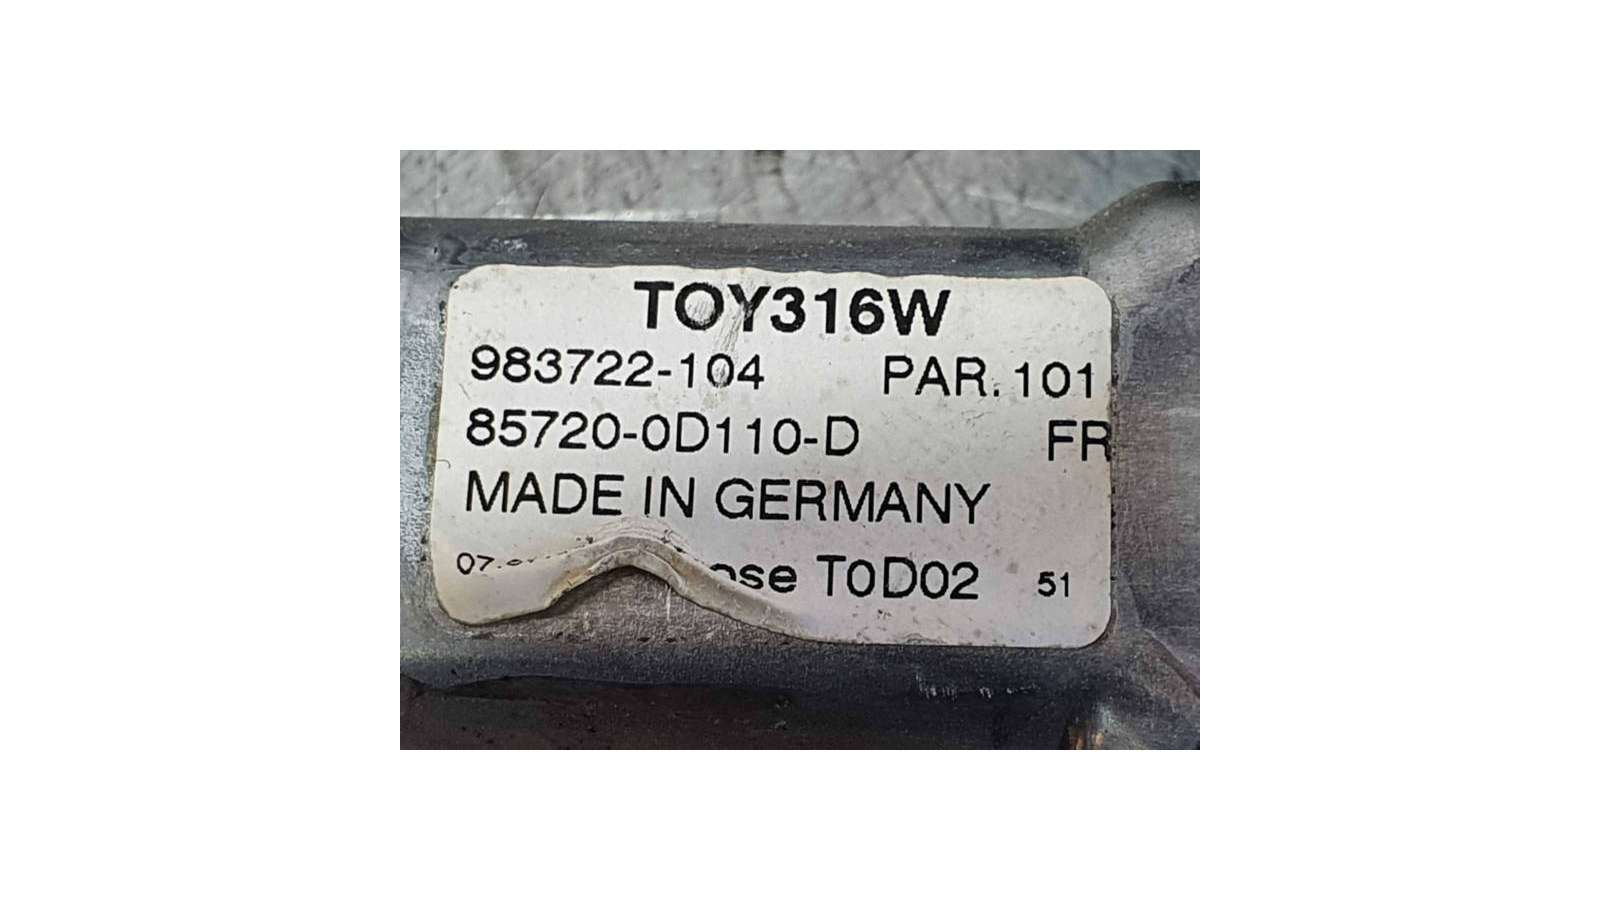 TOY316W
983722-104 PAR. 101
85720-0D110-D FR
MADE IN GERMANY
T0D02 51